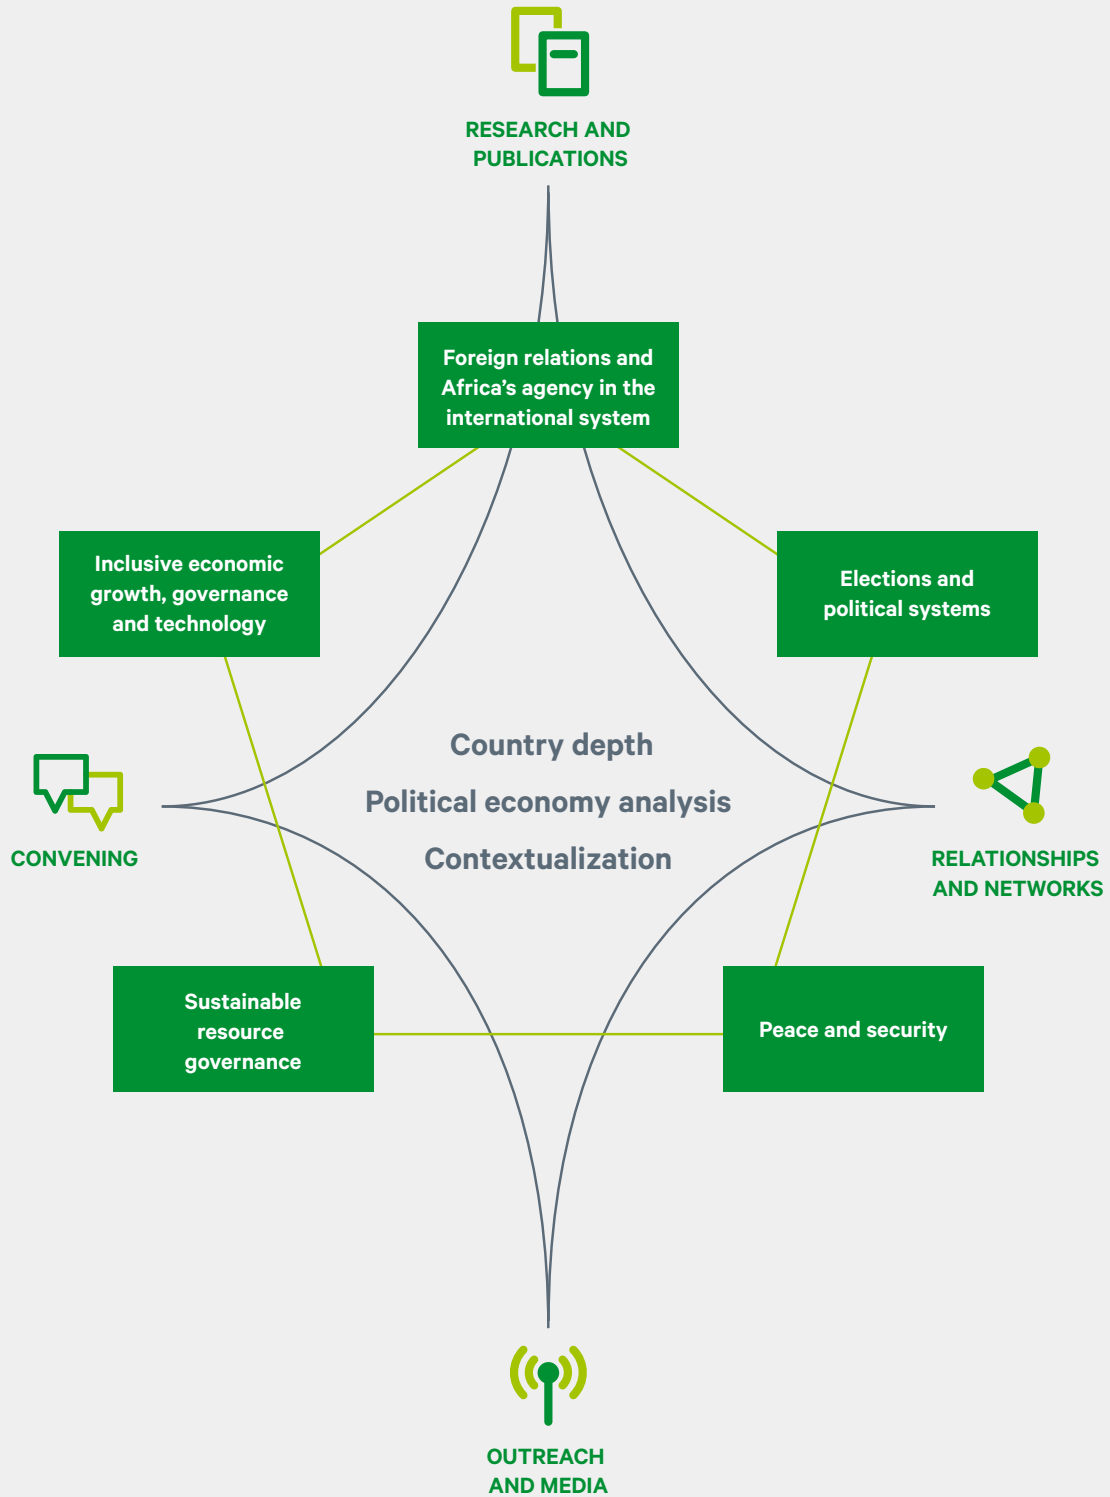 RESEARCH AND
PUBLICATIONS
Foreign relations and
Africa’s agency in the
international system
Inclusive economic
growth, governance
and technology
Elections and
political systems
Country depth
Political economy analysis
Contextualization
CONVENING
RELATIONSHIPS
AND NETWORKS
Sustainable
resource
governance
Peace and security
OUTREACH
AND MEDIA